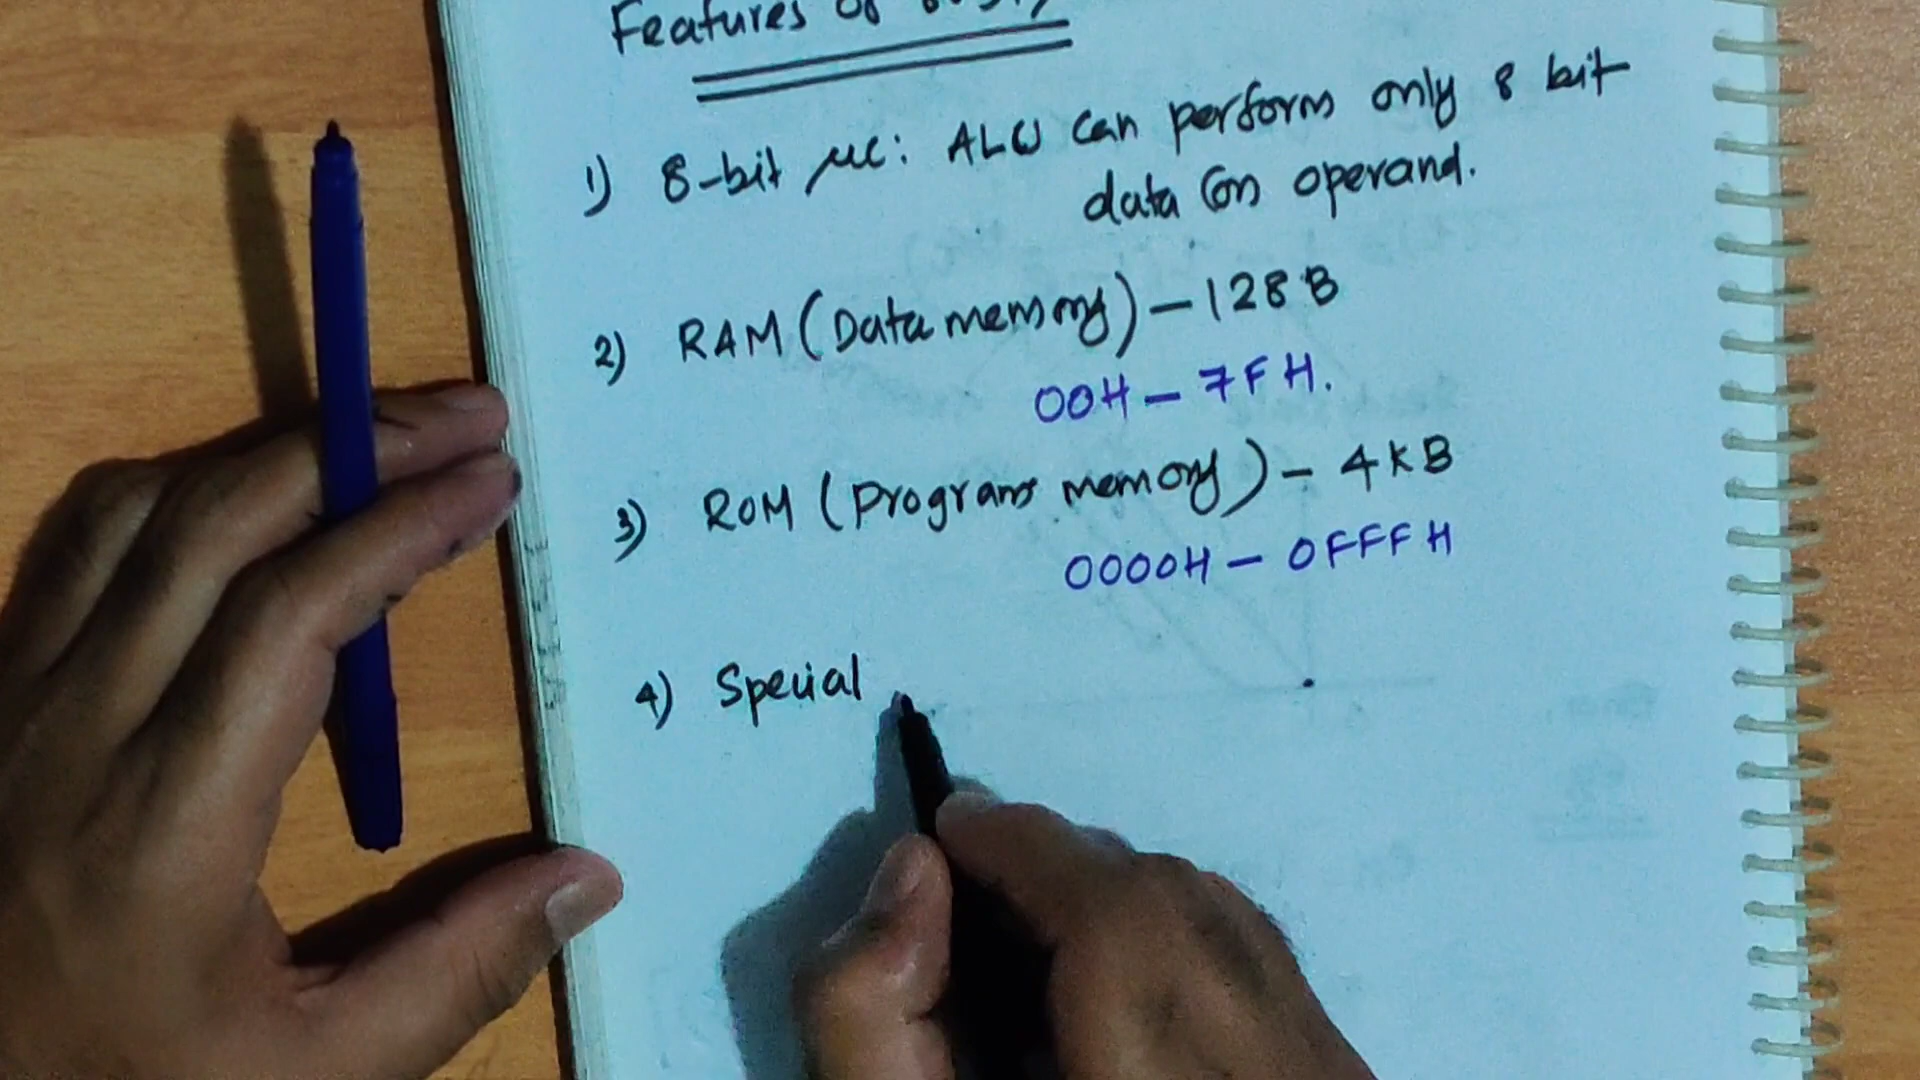 Features of
1) 8-bit µc: ALU can perform only 8 bit
data on operand.
2) RAM (Data memory) - 128 B
00H - 7FH.
3) ROM (Program memory) - 4KB
0000H - 0FFFH
4) Special